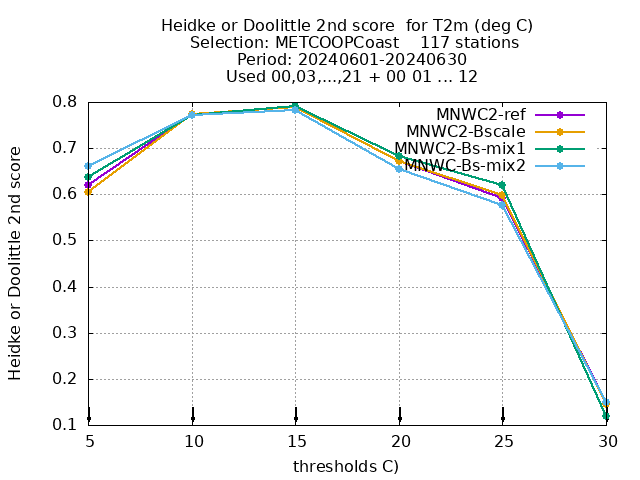 Heidke or Doolittle 2nd score  for T2m (deg C)
Selection: METCOOPCoast    117 stations
Period: 20240601-20240630
Used 00,03,...,21 + 00 01 ... 12
Heidke or Doolittle 2nd score
0.8
0.7
0.6
0.5
0.4
0.3
0.2
0.1
MNWC2-ref
MNWC2-Bscale
MNWC2-Bs-mix1
MNWC-Bs-mix2
5 10 15 20 25 30
thresholds C)